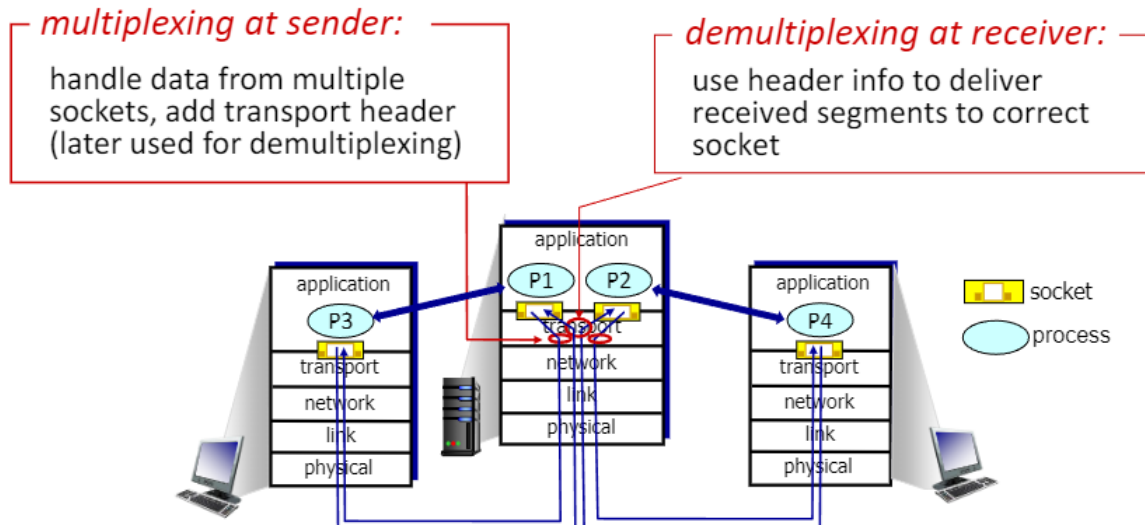 multiplexing at sender:
handle data from multiple
sockets, add transport header
(later used for demultiplexing)
demultiplexing at receiver:
use header info to deliver
received segments to correct
socket
application
P3
transport
network
link
physical
application
P1
P2
transport
network
link
physical
application
P4
transport
network
link
physical
socket
process